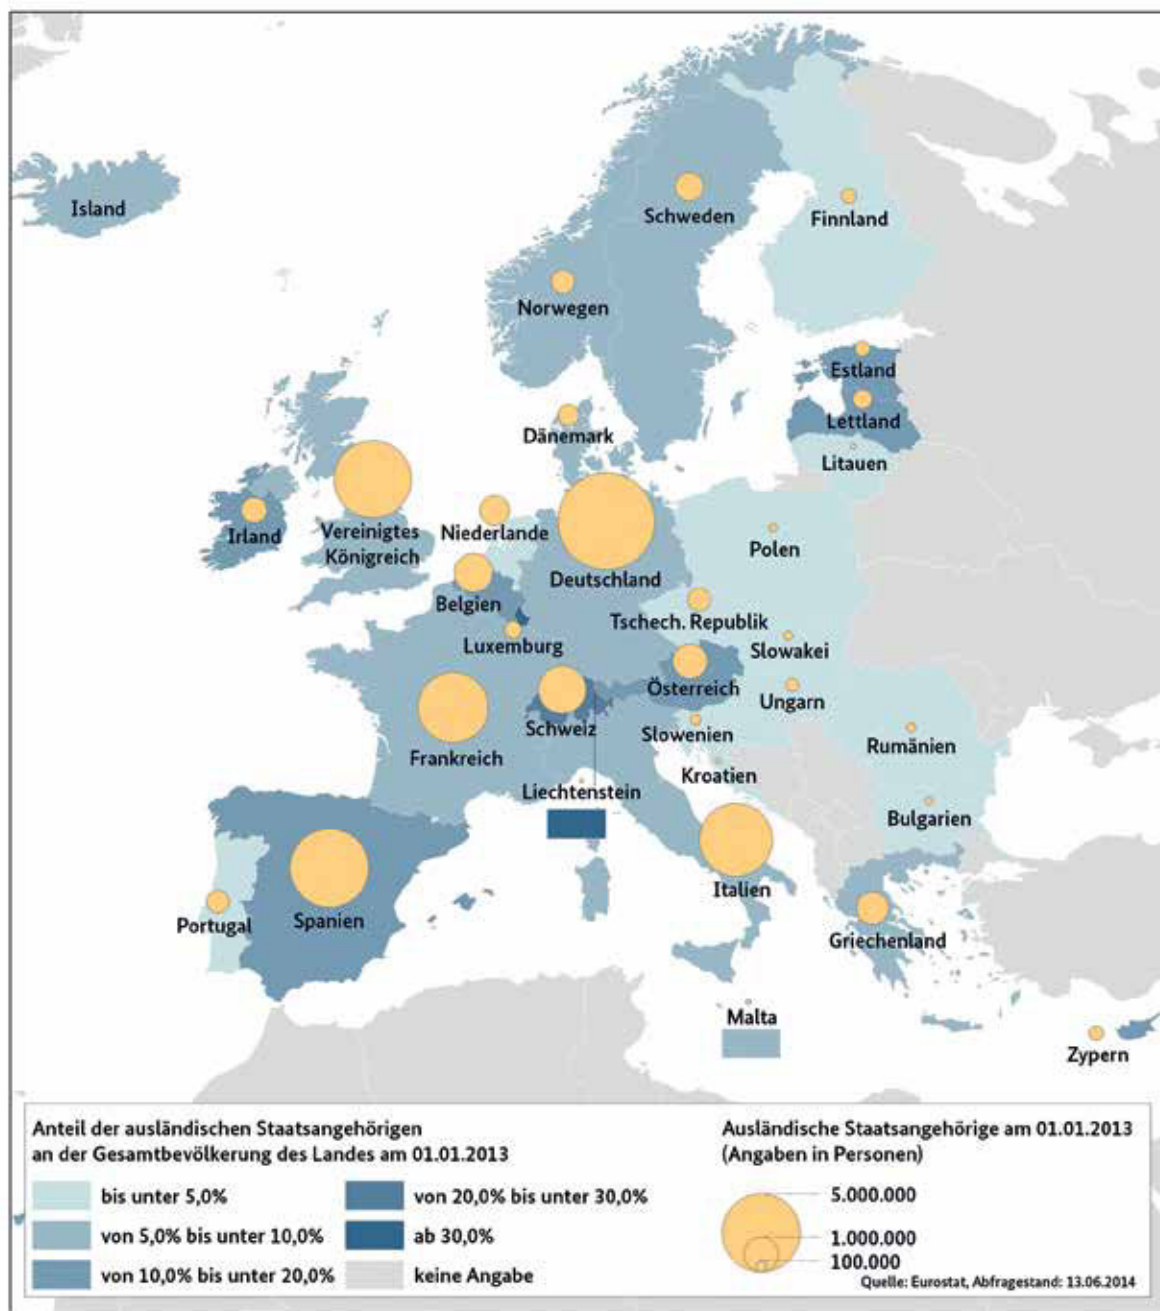 Island
Schweden
Finnland
Norwegen
Estland
Lettland
Dänemark
Litauen
Irland
Vereinigtes
Königreich
Niederlande
Polen
Deutschland
Belgien
Tschech. Republik
Luxemburg
Slowakei
Österreich
Ungarn
Schweiz
Slowenien
Rumänien
Frankreich
Kroatien
Liechtenstein
Bulgarien
Italien
Portugal
Spanien
Griechenland
Malta
Zypern
Anteil der ausländischen Staatsangehörigen
an der Gesamtbevölkerung des Landes am 01.01.2013
bis unter 5,0%
von 5,0% bis unter 10,0%
von 10,0% bis unter 20,0%
von 20,0% bis unter 30,0%
ab 30,0%
keine Angabe
Ausländische Staatsangehörige am 01.01.2013
(Angaben in Personen)
5.000.000
1.000.000
100.000
Quelle: Eurostat, Abfragestand: 13.06.2014